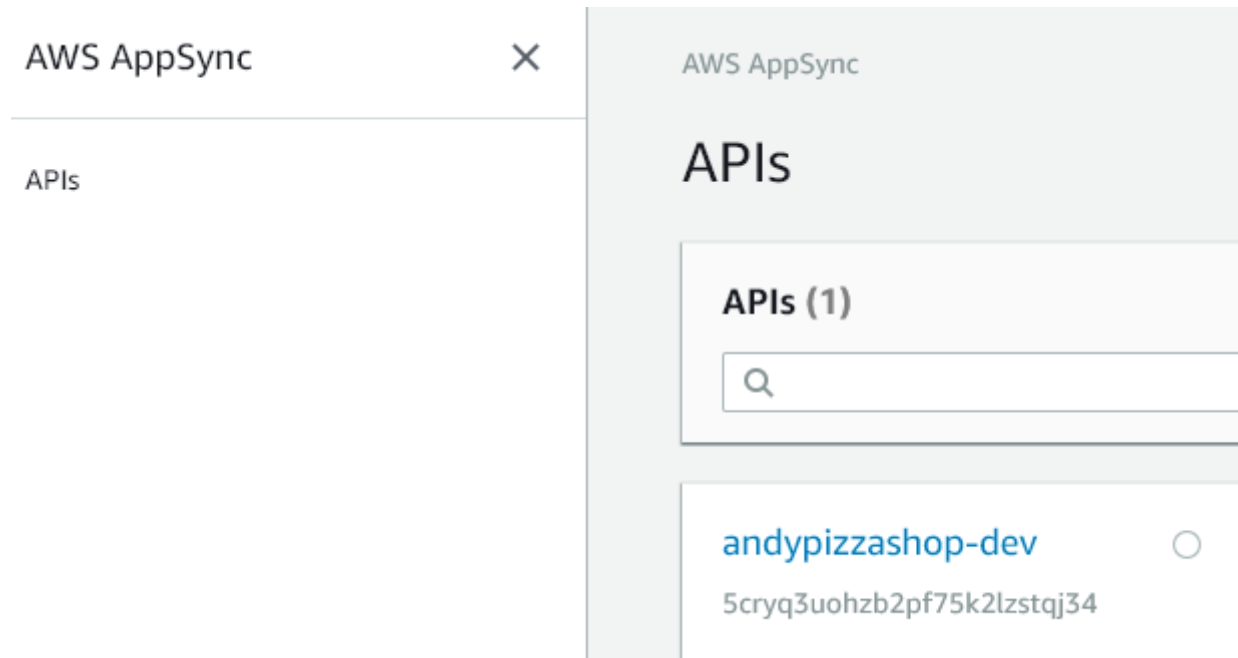 AWS AppSync
APIs
AWS AppSync
APIs
APIs (1)
andypizzashop-dev
5cryq3uohzb2pf75k2lzstqj34